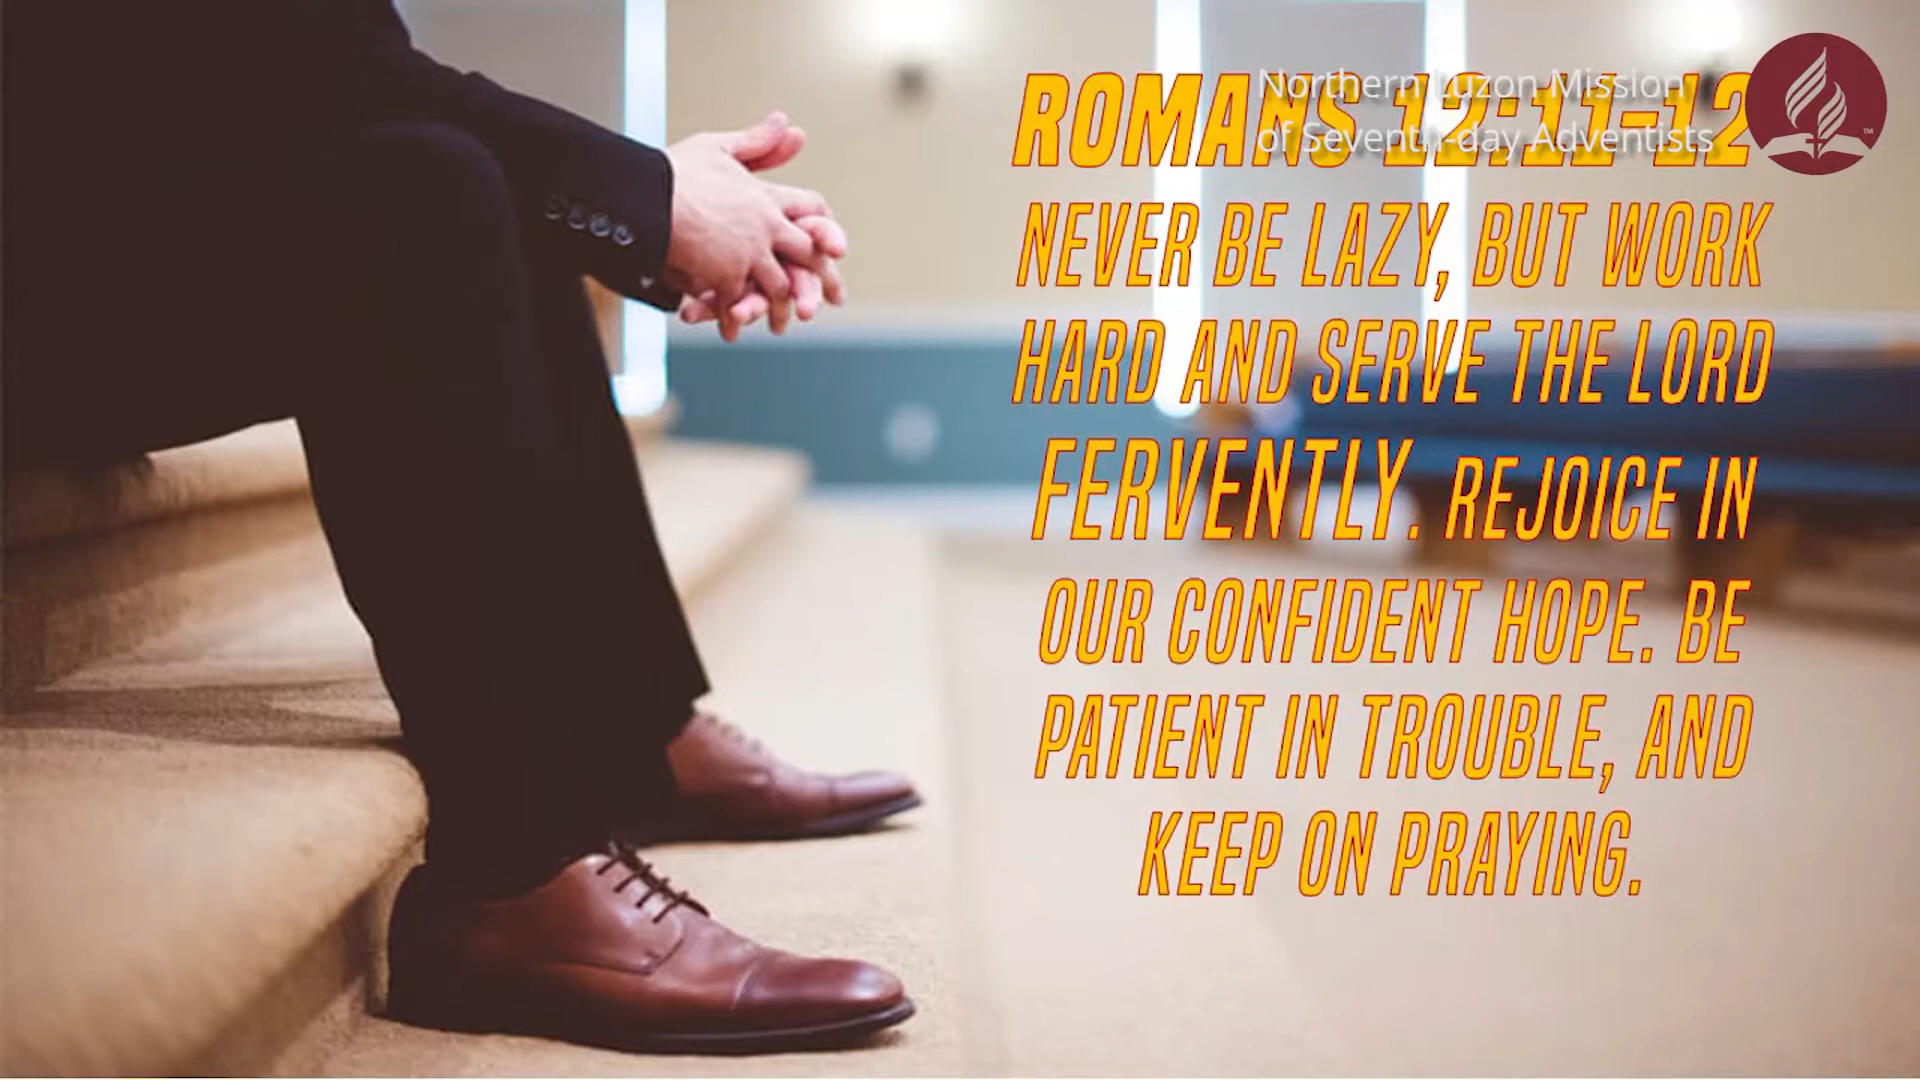 ROMANS 12:11-12
Northern Luzon Mission
of Seventh-day Adventists
NEVER BE LAZY, BUT WORK
HARD AND SERVE THE LORD
FERVENTLY. REJOICE IN
OUR CONFIDENT HOPE. BE
PATIENT IN TROUBLE, AND
KEEP ON PRAYING.
TM